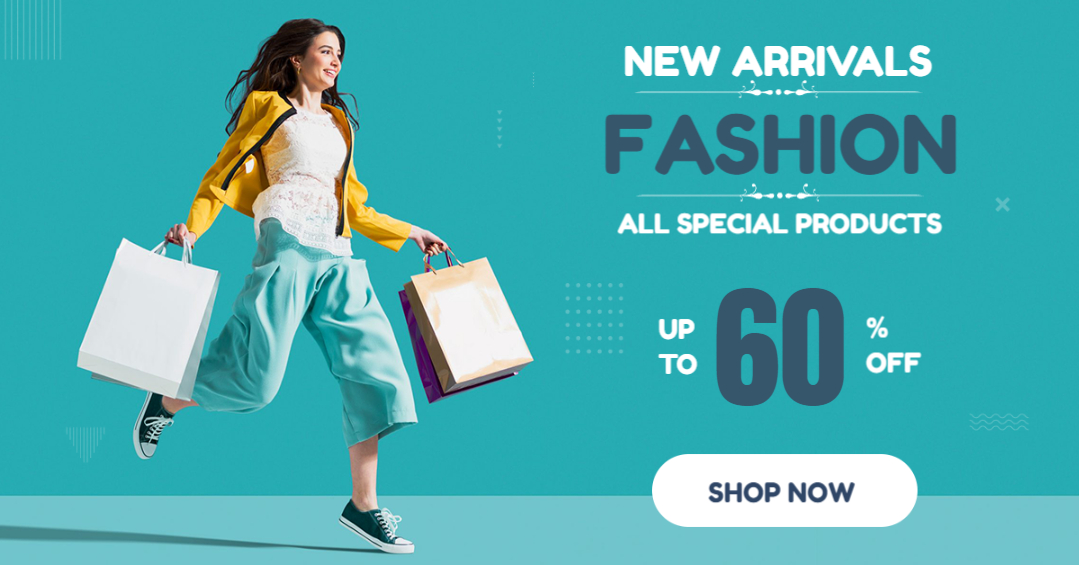 NEW ARRIVALS
FASHION
ALL SPECIAL PRODUCTS
UP TO 60 % OFF
SHOP NOW